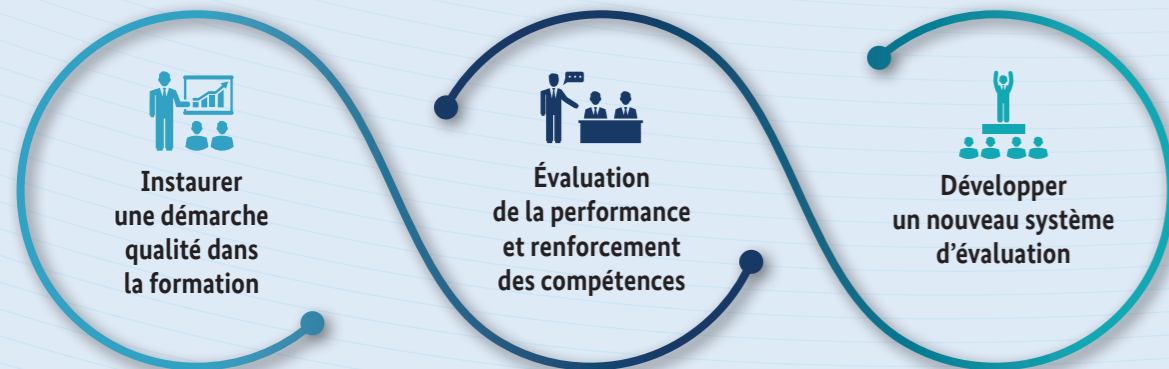 Instaurer
une démarche
qualité dans
la formation
Évaluation
de la performance
et renforcement
des compétences
Développer
un nouveau système
d’évaluation